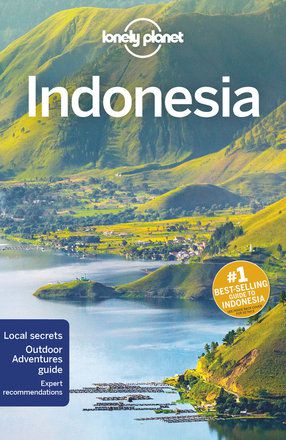 lonely planet
Indonesia
#1
BEST-SELLING
GUIDE TO
INDONESIA
Local secrets
Outdoor
Adventures
guide
Expert
recommendations